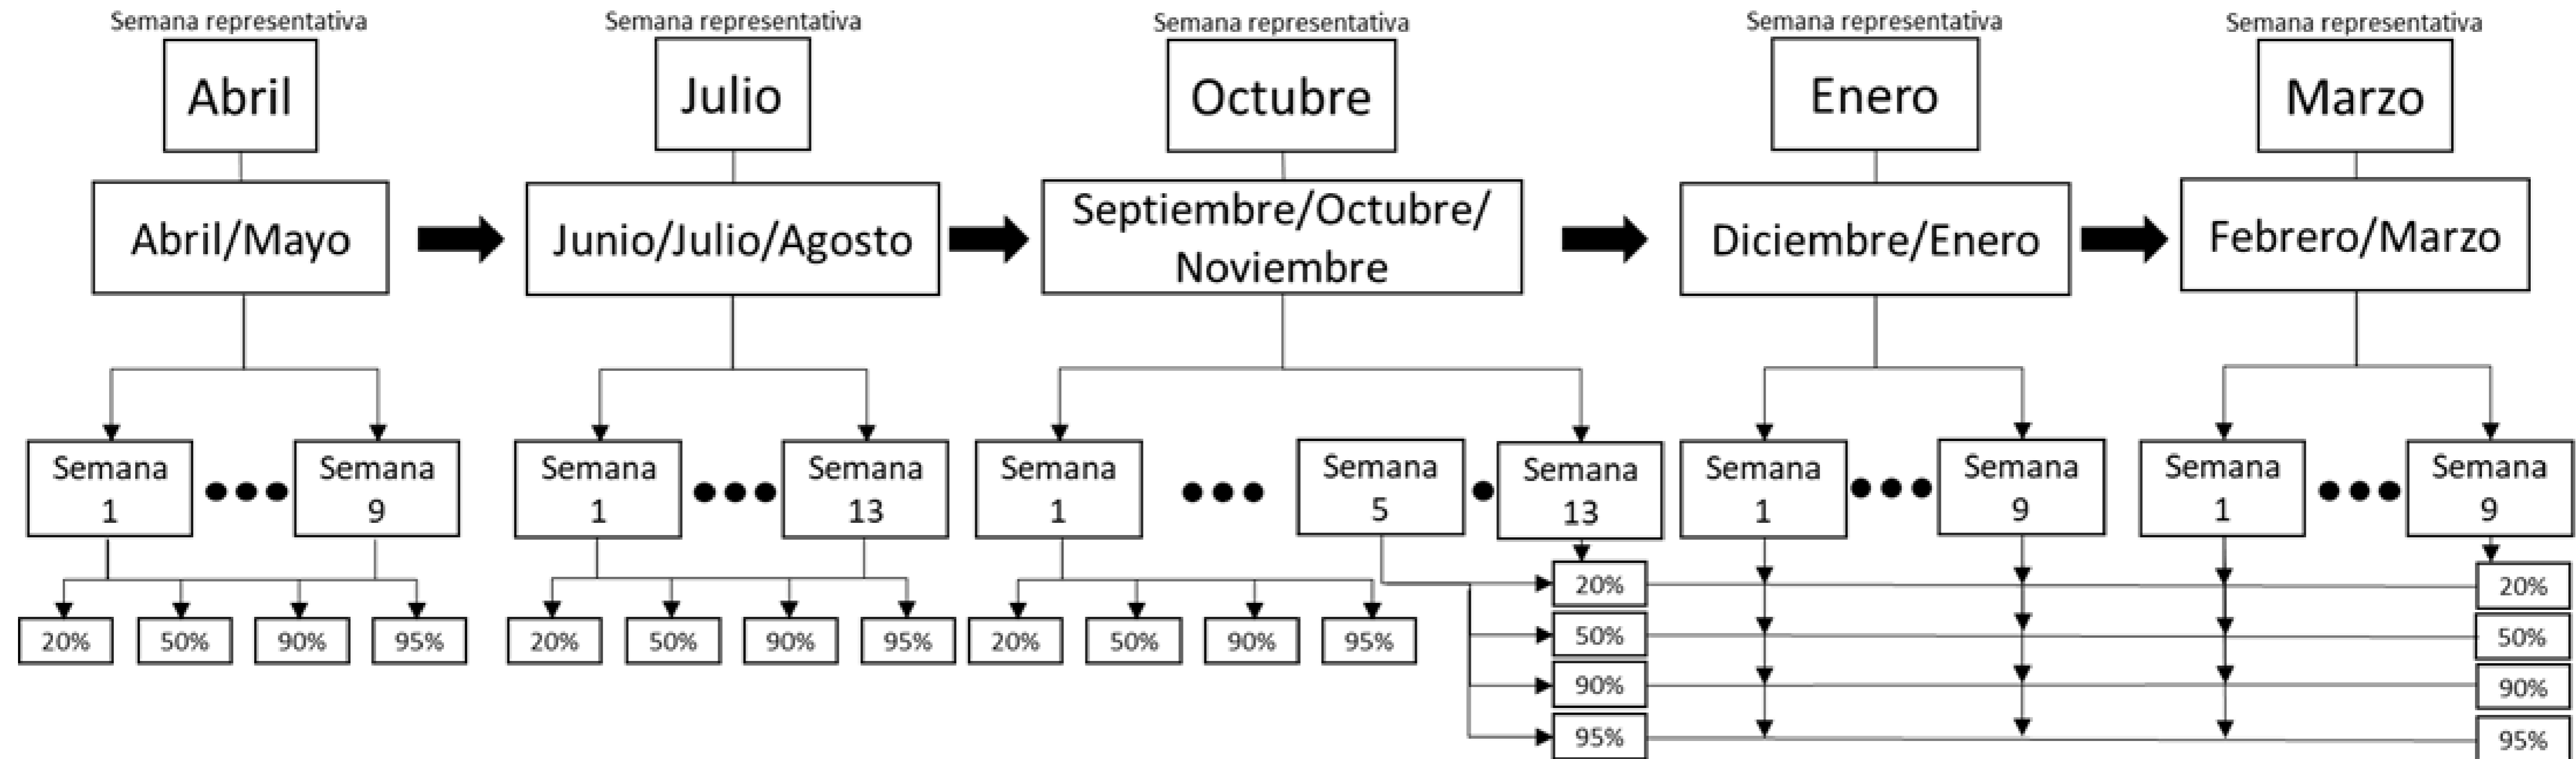 Semana representativa
Semana representativa
Semana representativa
Semana representativa
Semana representativa
Abril
Julio
Octubre
Enero
Marzo
Abril/Mayo
Junio/Julio/Agosto
Septiembre/Octubre/
Noviembre
Diciembre/Enero
Febrero/Marzo
Semana
1
Semana
9
Semana
1
Semana
13
Semana
1
Semana
5
Semana
13
Semana
1
Semana
9
Semana
1
Semana
9
20%
50%
90%
95%
20%
50%
90%
95%
20%
50%
90%
95%
20%
50%
90%
95%
20%
50%
90%
95%